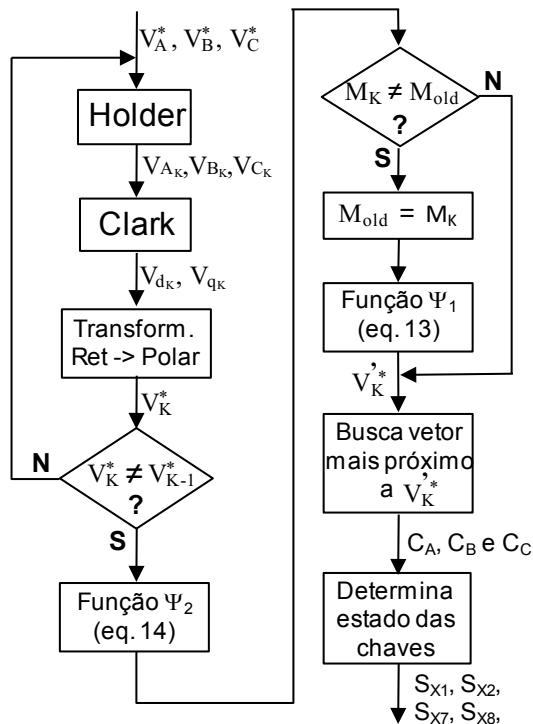 V*A, V*B, V*C
Holder
VAK,VBK,VCK
Clark
VdK, VqK
Transform.
Ret -> Polar
V*K
N
V*K ≠ V*K-1
?
S
Função Ψ2
(eq. 14)
MK ≠ Mold
?
N
S
Mold = MK
Função Ψ1
(eq. 13)
V'*K
Busca vetor
mais próximo
a V'*K
CA, CB e CC
Determina
estado das
chaves
SX1, SX2,
SX7, SX8,